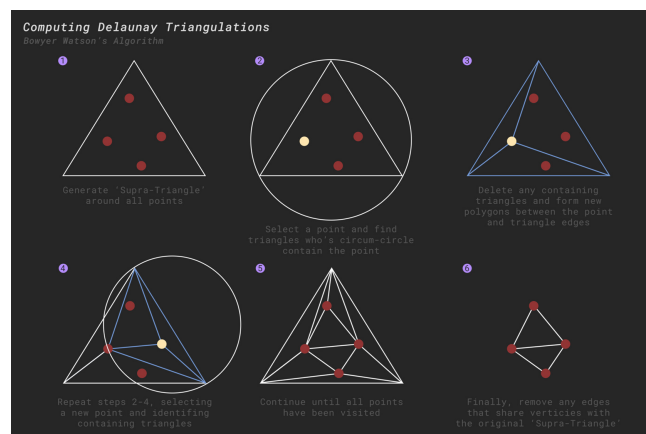 Computing Delaunay Triangulations
Bowyer Watson's Algorithm
1
Generate 'Supra-Triangle'
around all points
2
Select a point and find
triangles who's circum-circle
contain the point
3
Delete any containing
triangles and form new
polygons between the point
and triangle edges
4
Repeat steps 2-4, selecting
a new point and identifing
containing triangles
5
Continue until all points
have been visited
6
Finally, remove any edges
that share verticies with
the original 'Supra-Triangle'